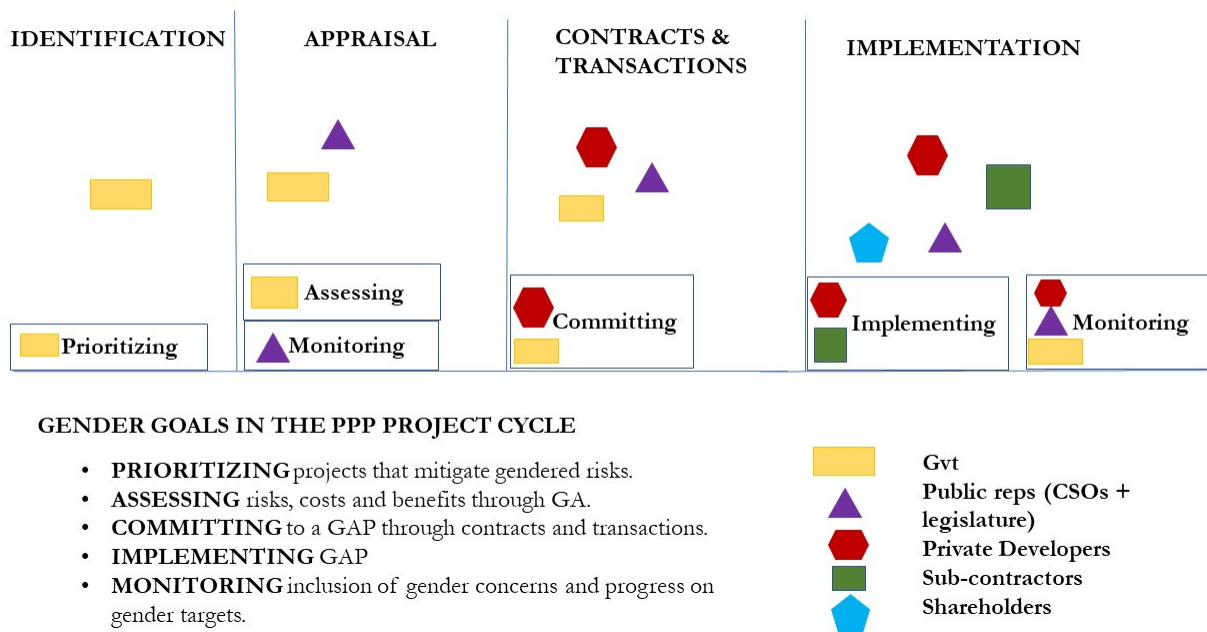 IDENTIFICATION
APPRAISAL
CONTRACTS &
TRANSACTIONS
IMPLEMENTATION
Prioritizing
Assessing
Monitoring
Committing
Implementing
Monitoring
GENDER GOALS IN THE PPP PROJECT CYCLE
• PRIORITIZING projects that mitigate gendered risks.
• ASSESSING risks, costs and benefits through GA.
• COMMITTING to a GAP through contracts and transactions.
• IMPLEMENTING GAP
• MONITORING inclusion of gender concerns and progress on
gender targets.
Gvt
Public reps (CSOs +
legislature)
Private Developers
Sub-contractors
Shareholders